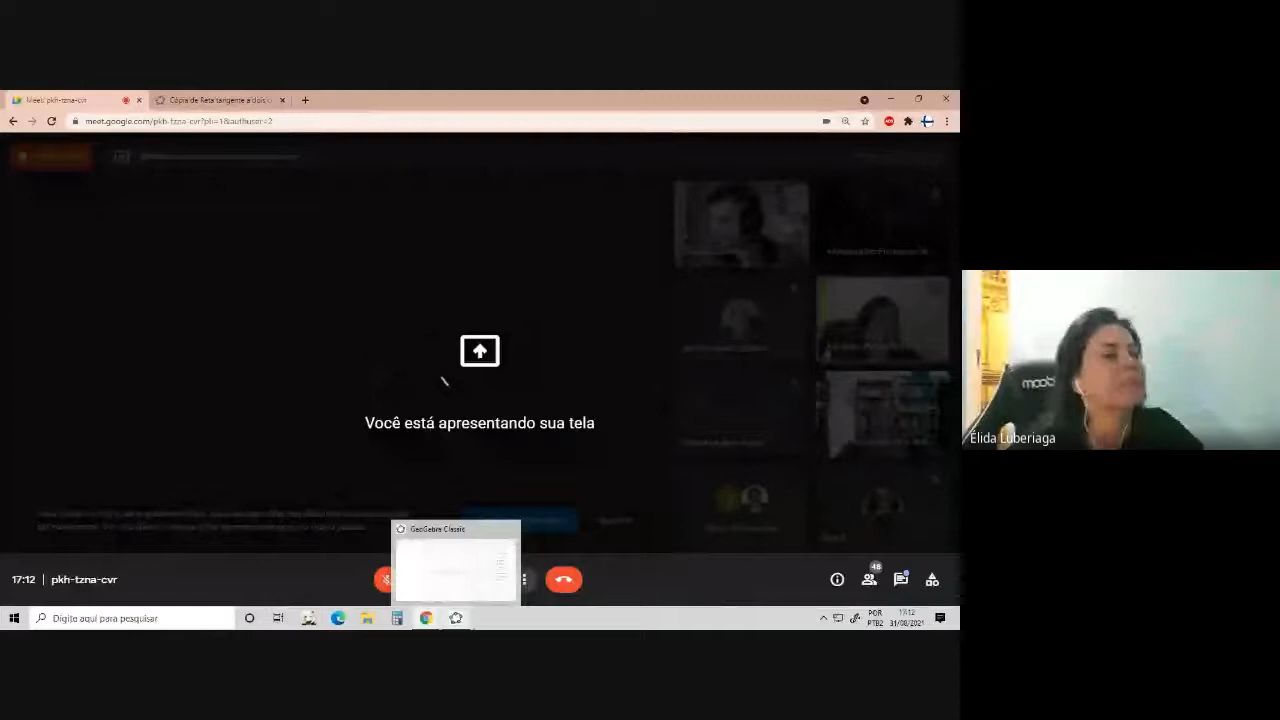 Meet: pkh-tzna-cvr
Cópia de Reta tangente a dois c
meet.google.com/pkh-tzna-cvr?pli=1&authuser=2
Você está apresentando sua tela
moobi
Élida Luberiaga
GeoGebra Classic
17:12 | pkh-tzna-cvr
48
Digite aqui para pesquisar
POR
PTB2
17:12
31/08/2021